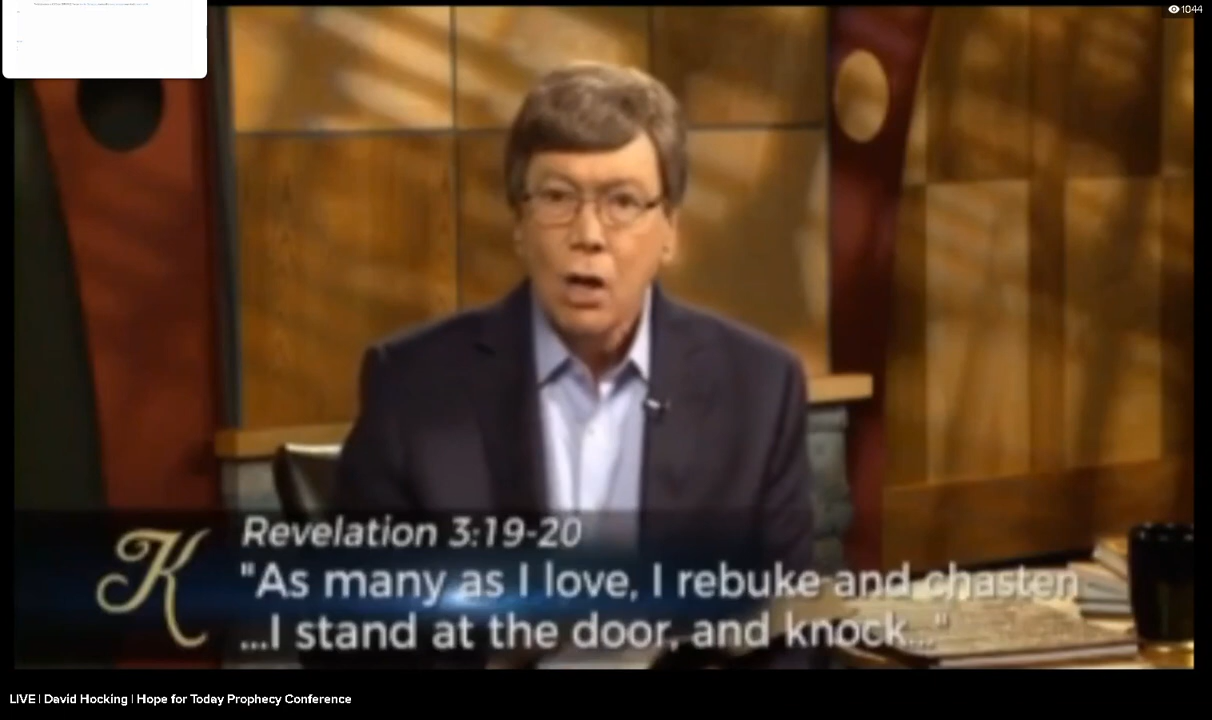 1044
K
Revelation 3:19-20
"As many as I love, I rebuke and chasten
...I stand at the door, and knock..."
LIVE | David Hocking | Hope for Today Prophecy Conference